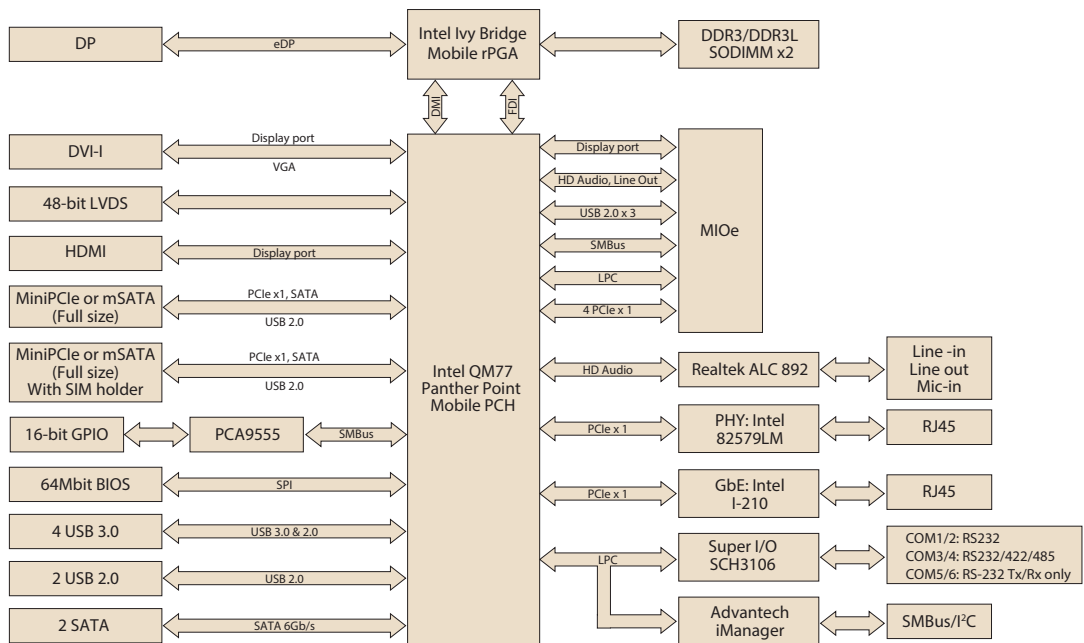 DP
eDP
Intel Ivy Bridge
Mobile rPGA
DDR3/DDR3L
SODIMM x2
DMI
FDI
DVI-I
Display port
VGA
48-bit LVDS
HDMI
Display port
MiniPCIe or mSATA
(Full size)
PCIe x1, SATA
USB 2.0
MiniPCIe or mSATA
(Full size)
With SIM holder
PCIe x1, SATA
USB 2.0
16-bit GPIO
PCA9555
SMBus
64Mbit BIOS
SPI
4 USB 3.0
USB 3.0 & 2.0
2 USB 2.0
USB 2.0
2 SATA
SATA 6Gb/s
Intel QM77
Panther Point
Mobile PCH
Display port
HD Audio, Line Out
USB 2.0 x 3
SMBus
LPC
4 PCIe x 1
MIOe
HD Audio
Realtek ALC 892
Line -in
Line out
Mic-in
PCIe x 1
PHY: Intel
82579LM
RJ45
PCIe x 1
GbE: Intel
I-210
RJ45
LPC
Super I/O
SCH3106
COM1/2: RS232
COM3/4: RS232/422/485
COM5/6: RS-232 Tx/Rx only
Advantech
iManager
SMBus/I²C